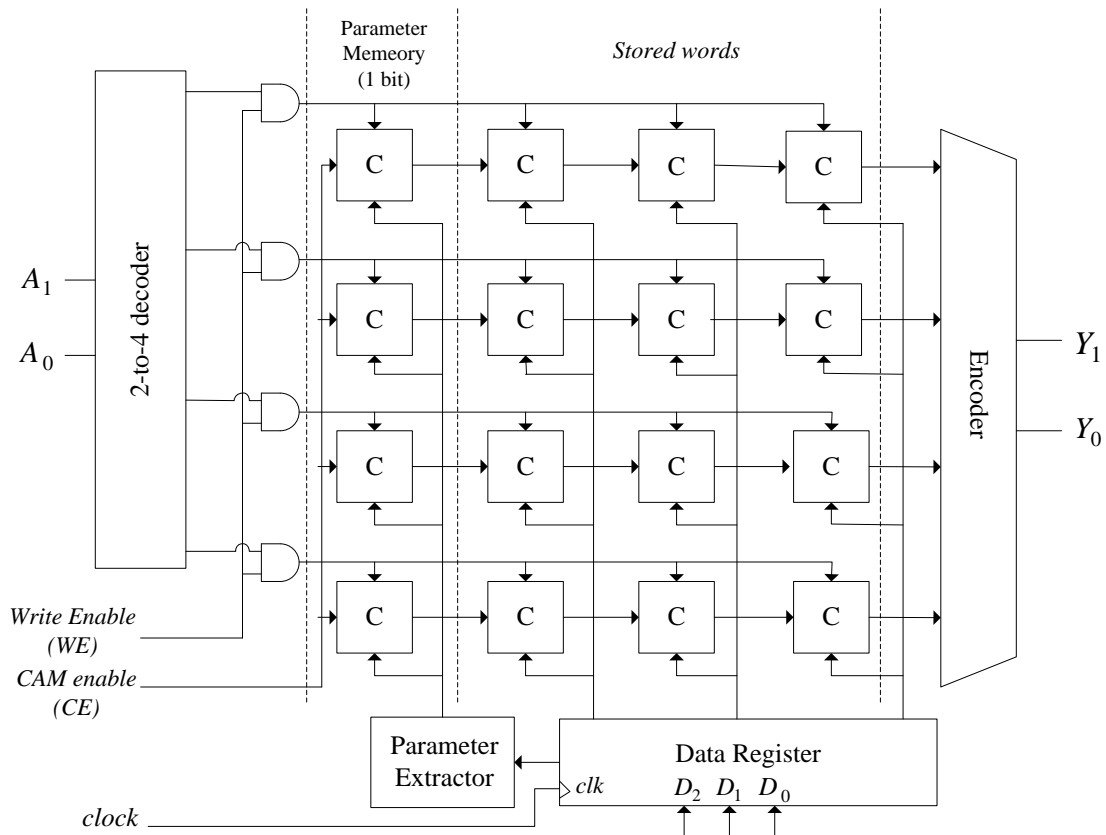 Parameter
Memeory
(1 bit)
Stored words
2-to-4 decoder
A1
A0
C C C C
C C C C
C C C C
C C C C
Encoder
Y1
Y0
Write Enable
(WE)
CAM enable
(CE)
Parameter
Extractor
Data Register
clk D2 D1 D0
clock